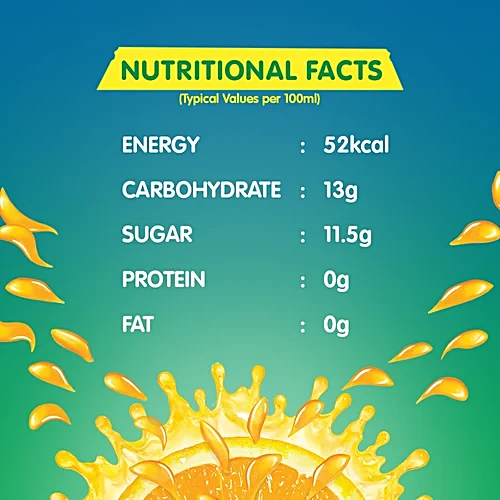 NUTRITIONAL FACTS
(Typical Values per 100ml)
ENERGY : 52kcal
CARBOHYDRATE : 13g
SUGAR : 11.5g
PROTEIN : 0g
FAT : 0g